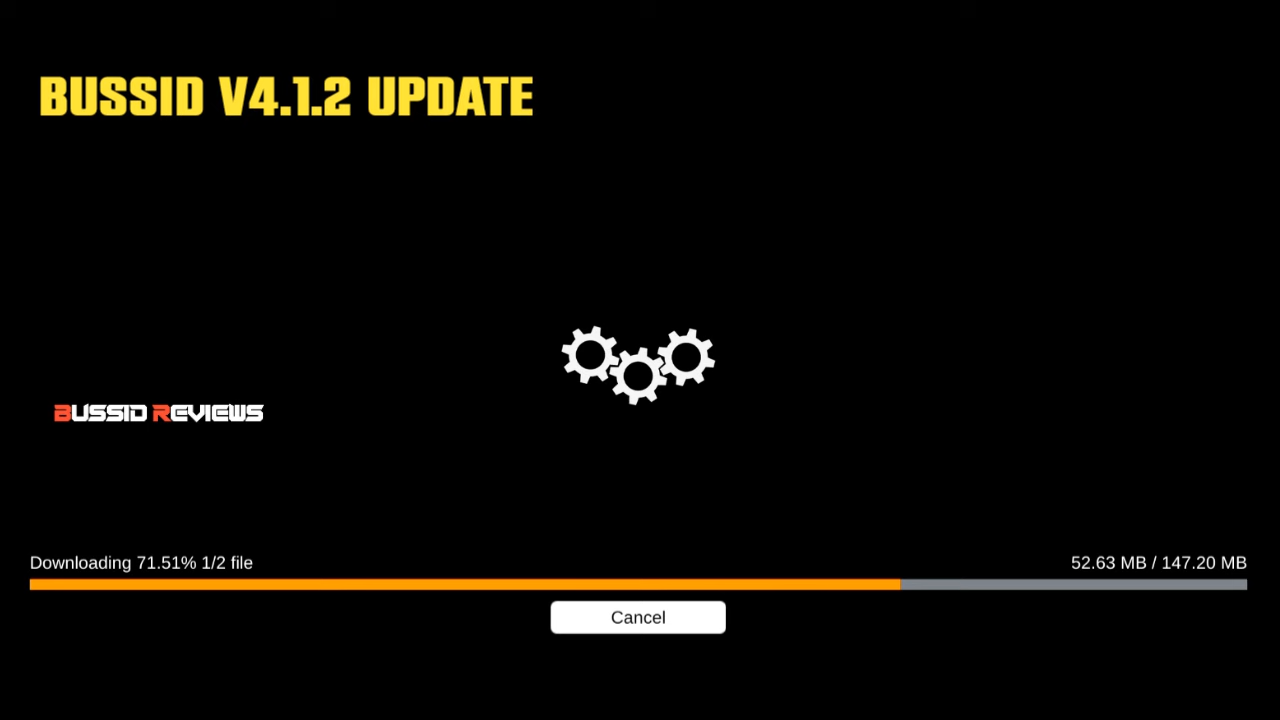 BUSSID V4.1.2 UPDATE
BUSSID REVIEWS
Downloading 71.51% 1/2 file
52.63 MB / 147.20 MB
Cancel